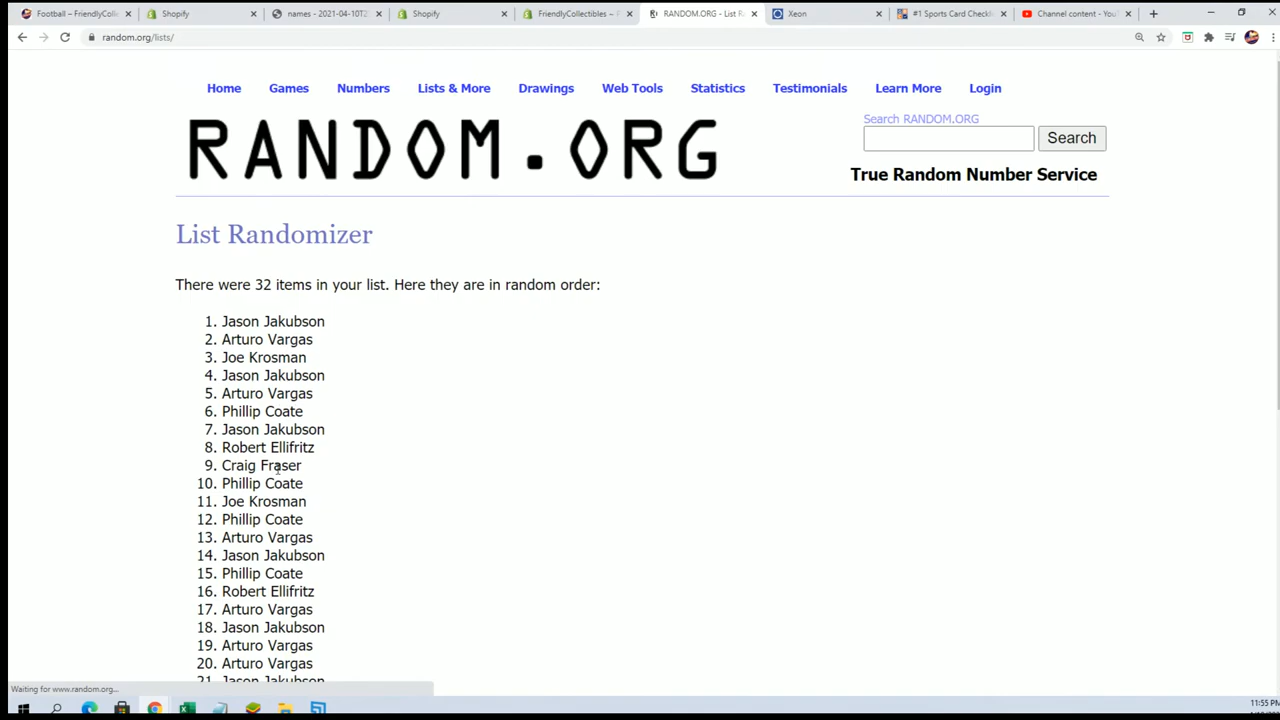 Football ~ FriendlyColle
Shopify
names - 2021-04-10T2
Shopify
FriendlyCollectibles ~
RANDOM.ORG - List R
Xeon
#1 Sports Card Checkl
Channel content - You
random.org/lists/
Home Games Numbers Lists & More Drawings Web Tools Statistics Testimonials Learn More Login
RANDOM.ORG
Search RANDOM.ORG
Search
True Random Number Service
List Randomizer
There were 32 items in your list. Here they are in random order:
1. Jason Jakubson
2. Arturo Vargas
3. Joe Krosman
4. Jason Jakubson
5. Arturo Vargas
6. Phillip Coate
7. Jason Jakubson
8. Robert Ellifritz
9. Craig Fraser
10. Phillip Coate
11. Joe Krosman
12. Phillip Coate
13. Arturo Vargas
14. Jason Jakubson
15. Phillip Coate
16. Robert Ellifritz
17. Arturo Vargas
18. Jason Jakubson
19. Arturo Vargas
20. Arturo Vargas
21. Jason Jakubson
Waiting for www.random.org...
11:55 PM